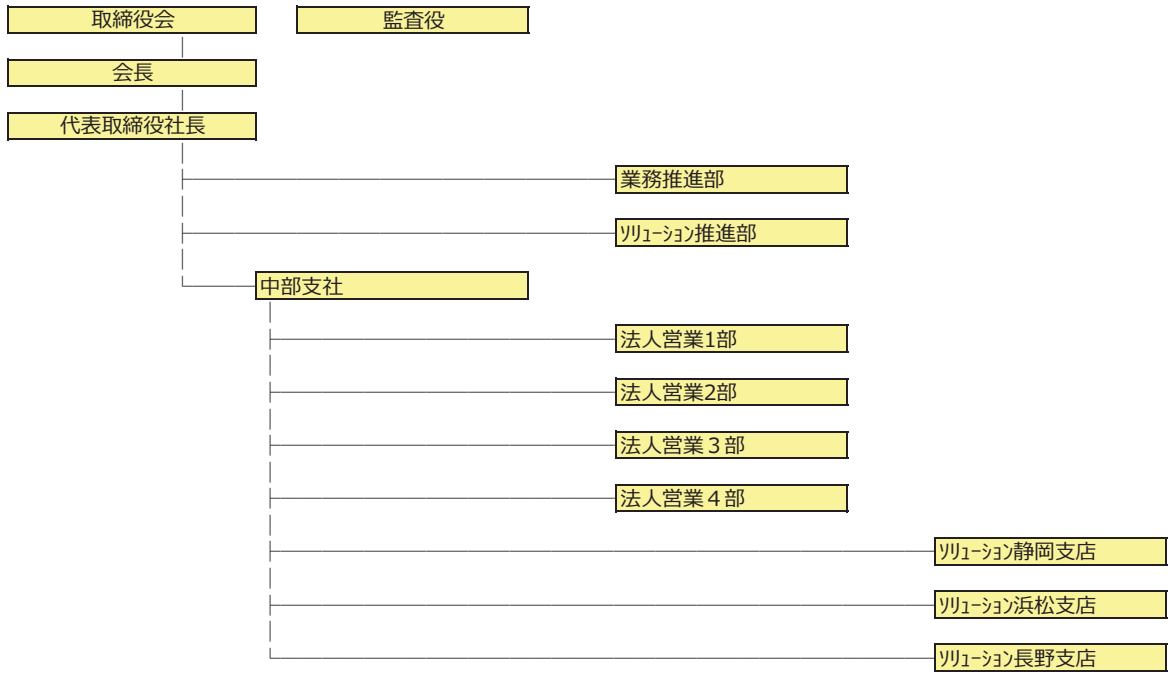 取締役会 監査役
会長
代表取締役社長
業務推進部
ソリューション推進部
中部支社
法人営業1部
法人営業2部
法人営業３部
法人営業４部
ソリューション静岡支店
ソリューション浜松支店
ソリューション長野支店